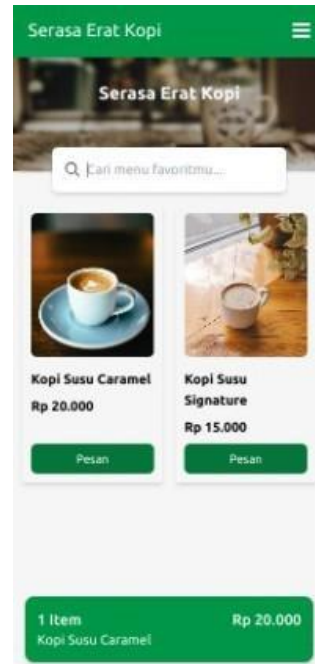 Serasa Erat Kopi
Serasa Erat Kopi
Cari menu favoritmu...
Kopi Susu Caramel
Rp 20.000
Pesan
Kopi Susu
Signature
Rp 15.000
Pesan
1 Item
Rp 20.000
Kopi Susu Caramel